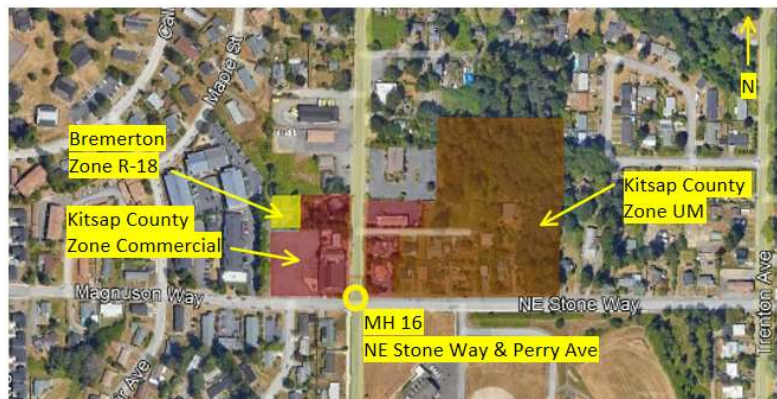 Maple St
N
Bremerton
Zone R-18
Kitsap County
Zone Commercial
Kitsap County
Zone UM
Magnuson Way
NE Stone Way
MH 16
NE Stone Way & Perry Ave
Trenton Ave
Ave